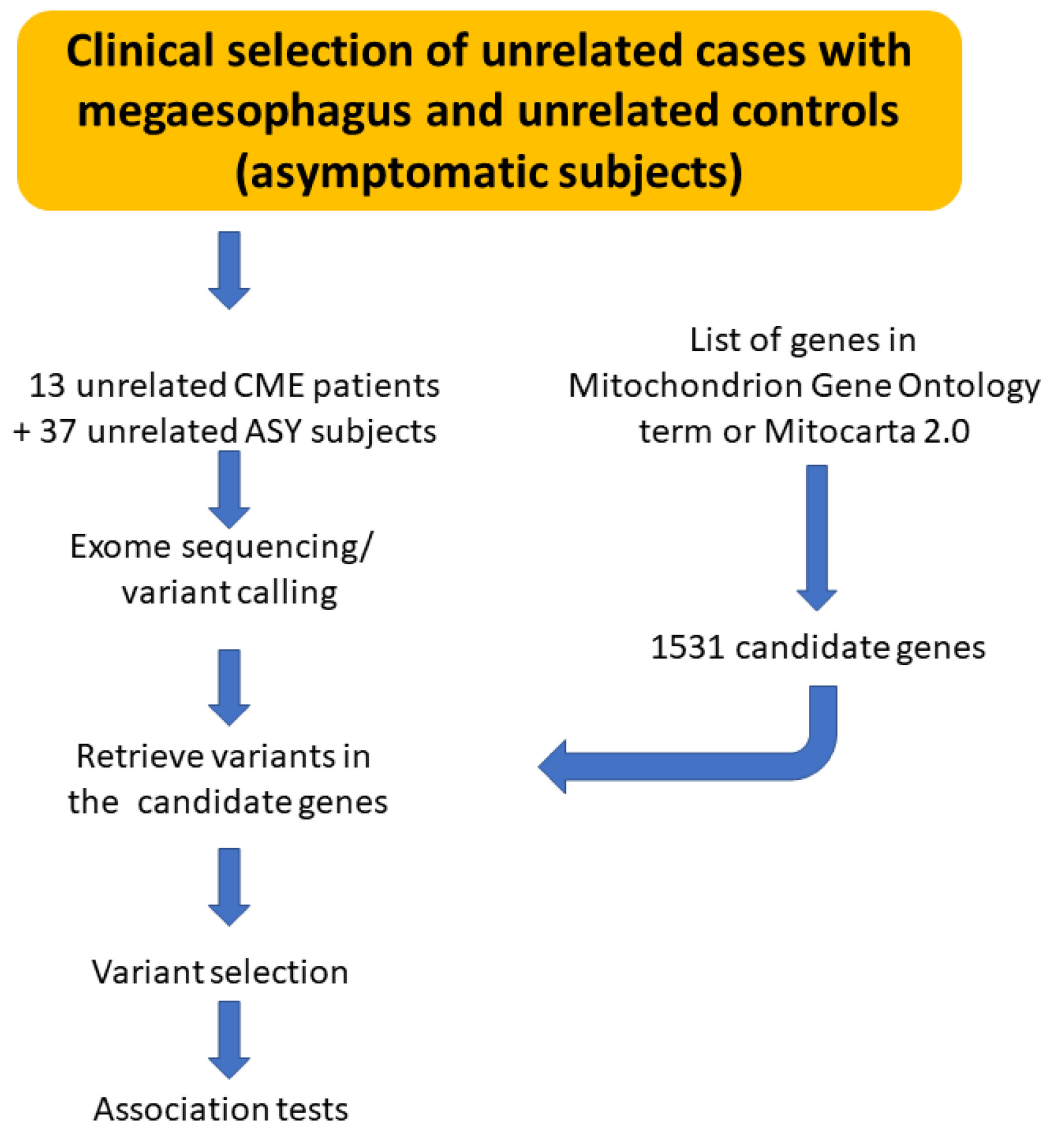 Clinical selection of unrelated cases with
megaesophagus and unrelated controls
(asymptomatic subjects)
13 unrelated CME patients
+ 37 unrelated ASY subjects
List of genes in
Mitochondrion Gene Ontology
term or Mitocarta 2.0
Exome sequencing/
variant calling
1531 candidate genes
Retrieve variants in
the candidate genes
Variant selection
Association tests